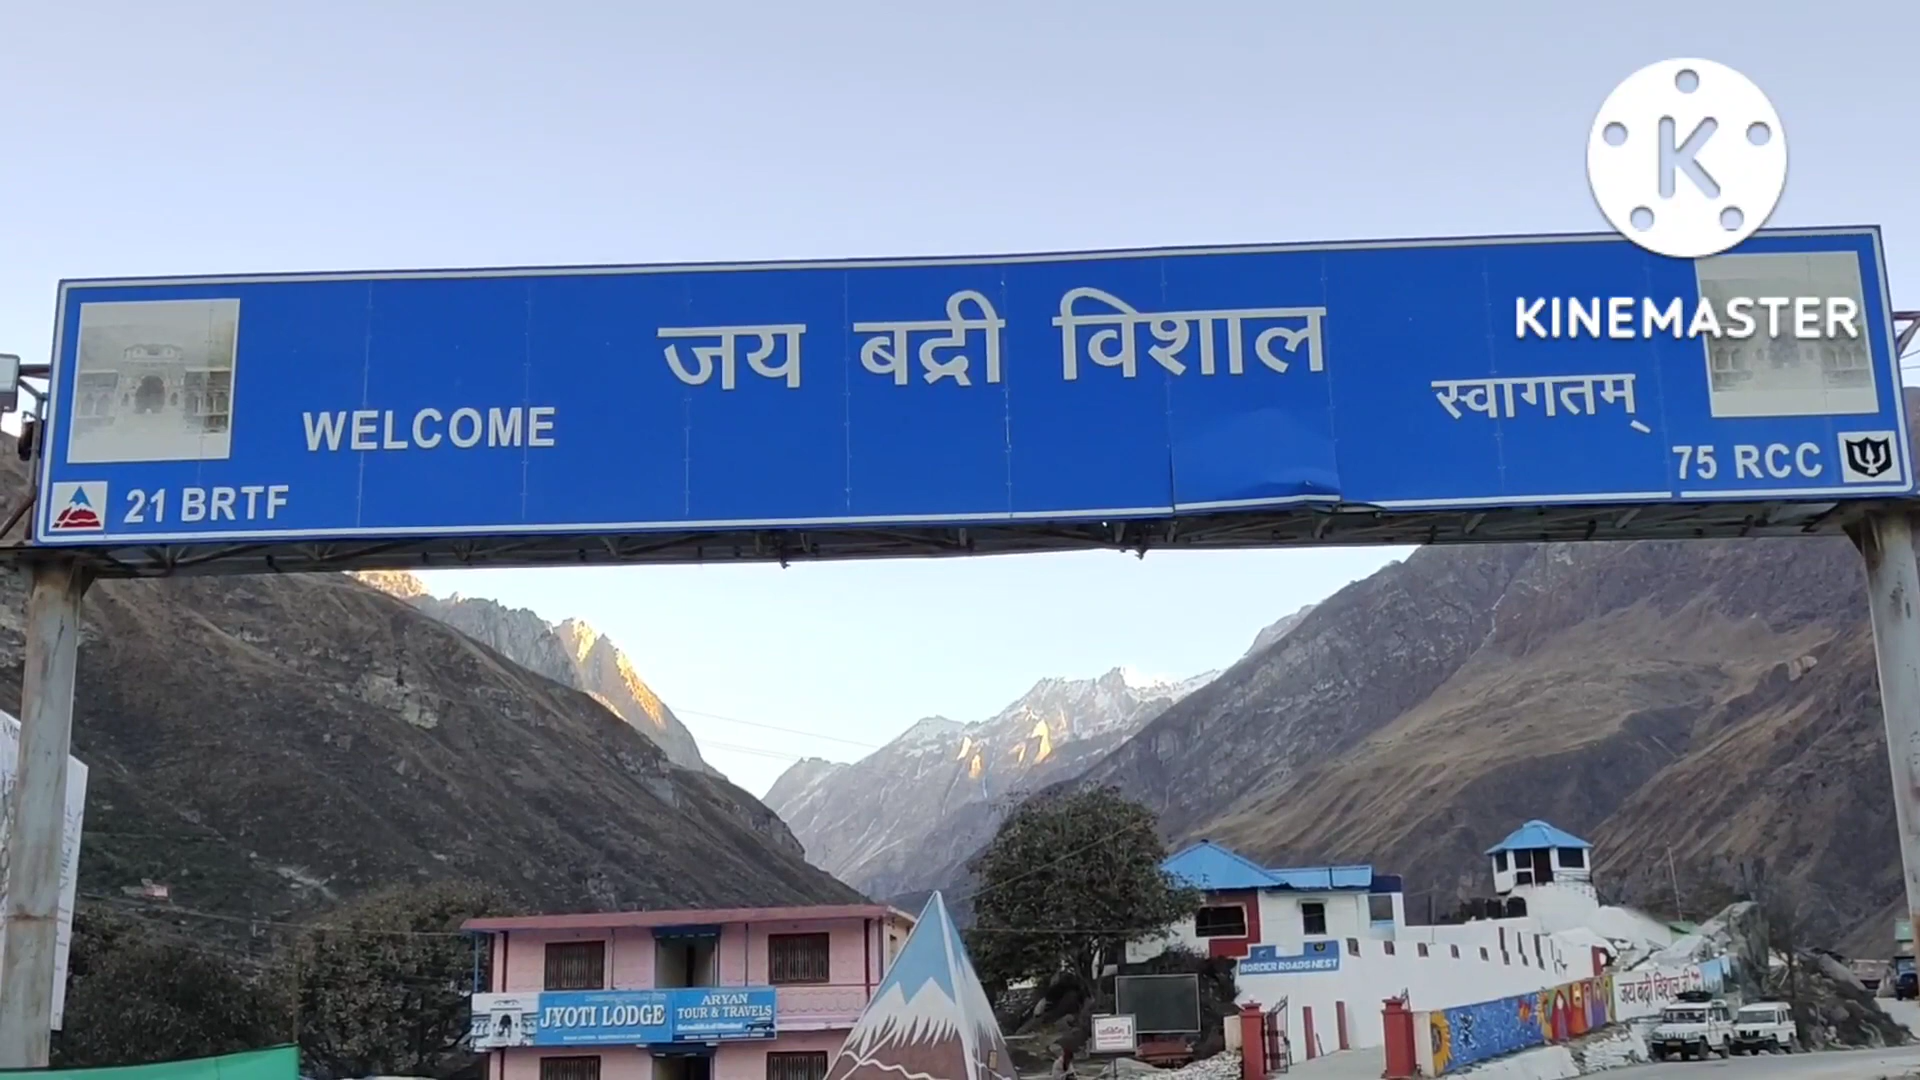 K
KINEMASTER
जय बद्री विशाल
WELCOME
स्वागतम्
21 BRTF
75 RCC
JYOTI LODGE
ARYAN
TOUR & TRAVELS
BORDER ROADS NEST
जय बद्री विशाल